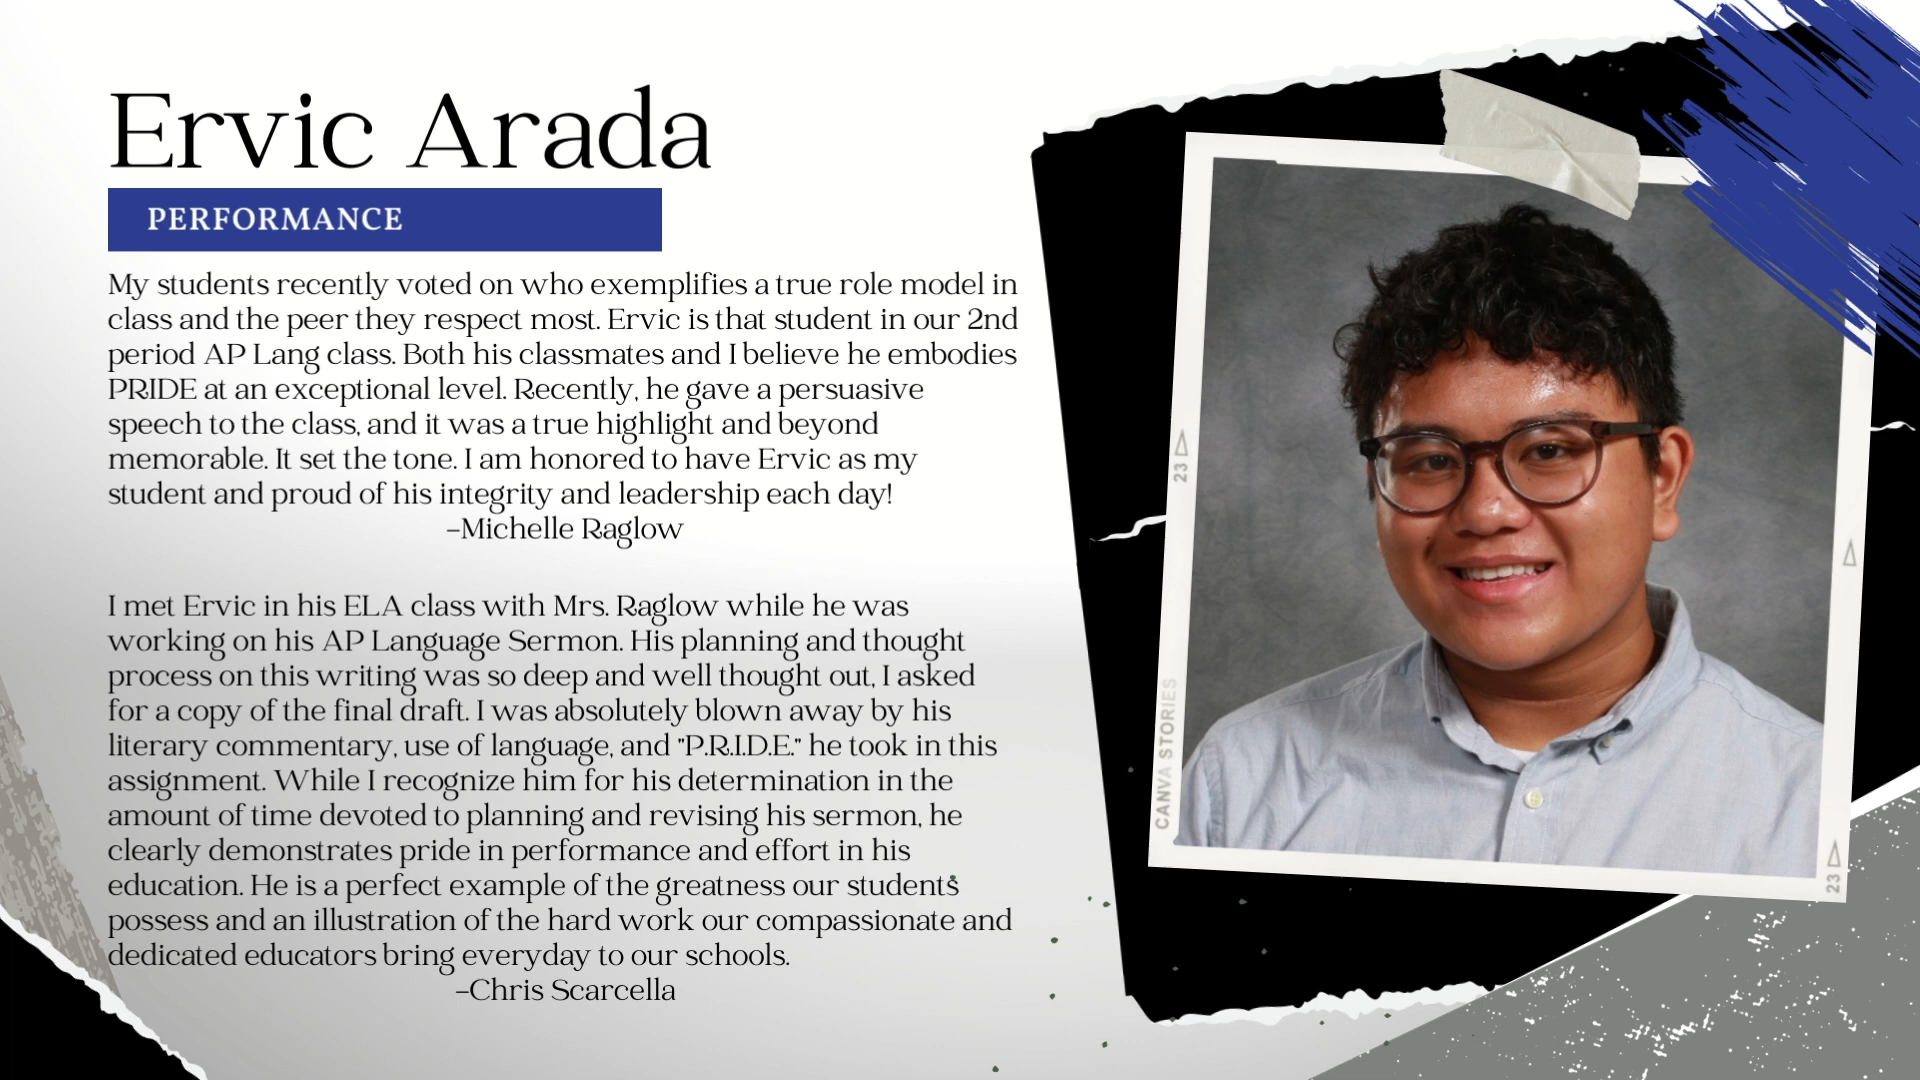 Ervic Arada
PERFORMANCE
My students recently voted on who exemplifies a true role model in
class and the peer they respect most. Ervic is that student in our 2nd
period AP Lang class. Both his classmates and I believe he embodies
PRIDE at an exceptional level. Recently, he gave a persuasive
speech to the class, and it was a true highlight and beyond
memorable. It set the tone. I am honored to have Ervic as my
student and proud of his integrity and leadership each day!
–Michelle Raglow
I met Ervic in his ELA class with Mrs. Raglow while he was
working on his AP Language Sermon. His planning and thought
process on this writing was so deep and well thought out, I asked
for a copy of the final draft. I was absolutely blown away by his
literary commentary, use of language, and "P.R.I.D.E." he took in this
assignment. While I recognize him for his determination in the
amount of time devoted to planning and revising his sermon, he
clearly demonstrates pride in performance and effort in his
education. He is a perfect example of the greatness our students
possess and an illustration of the hard work our compassionate and
dedicated educators bring everyday to our schools.
–Chris Scarcella
23
CANVA STORIES
23